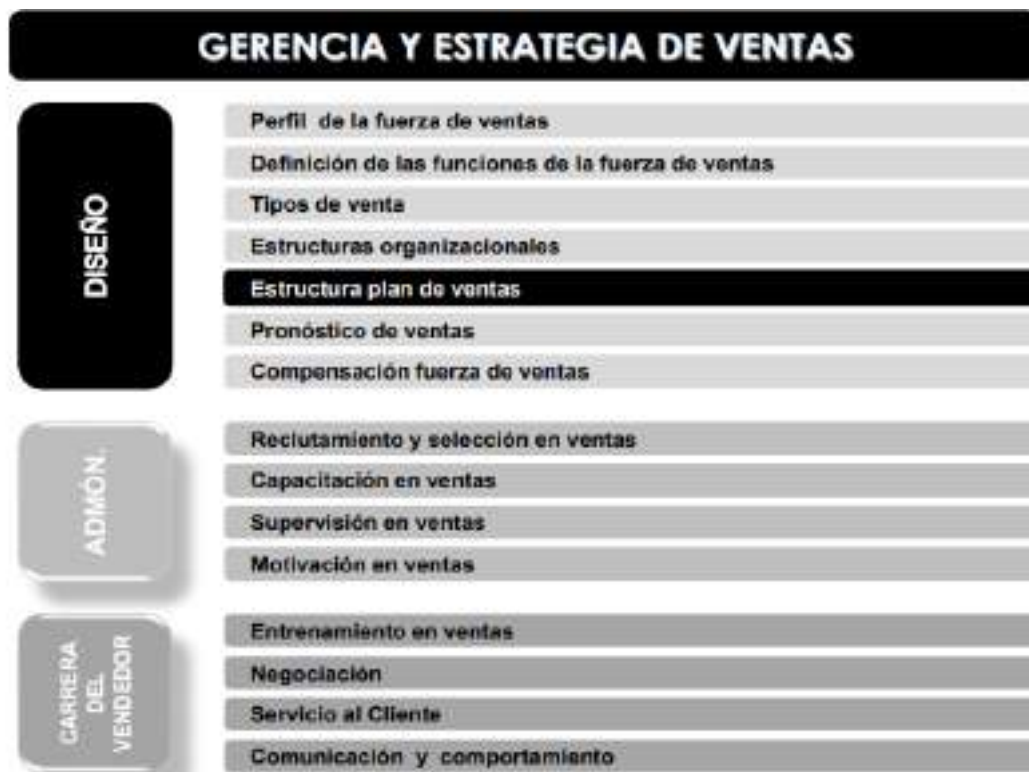 GERENCIA Y ESTRATEGIA DE VENTAS
DISEÑO
Perfil de la fuerza de ventas
Definición de las funciones de la fuerza de ventas
Tipos de venta
Estructuras organizacionales
Estructura plan de ventas
Pronóstico de ventas
Compensación fuerza de ventas
ADMÓN.
Reclutamiento y selección en ventas
Capacitación en ventas
Supervisión en ventas
Motivación en ventas
CARRERA
DEL
VENDEDOR
Entrenamiento en ventas
Negociación
Servicio al Cliente
Comunicación y comportamiento